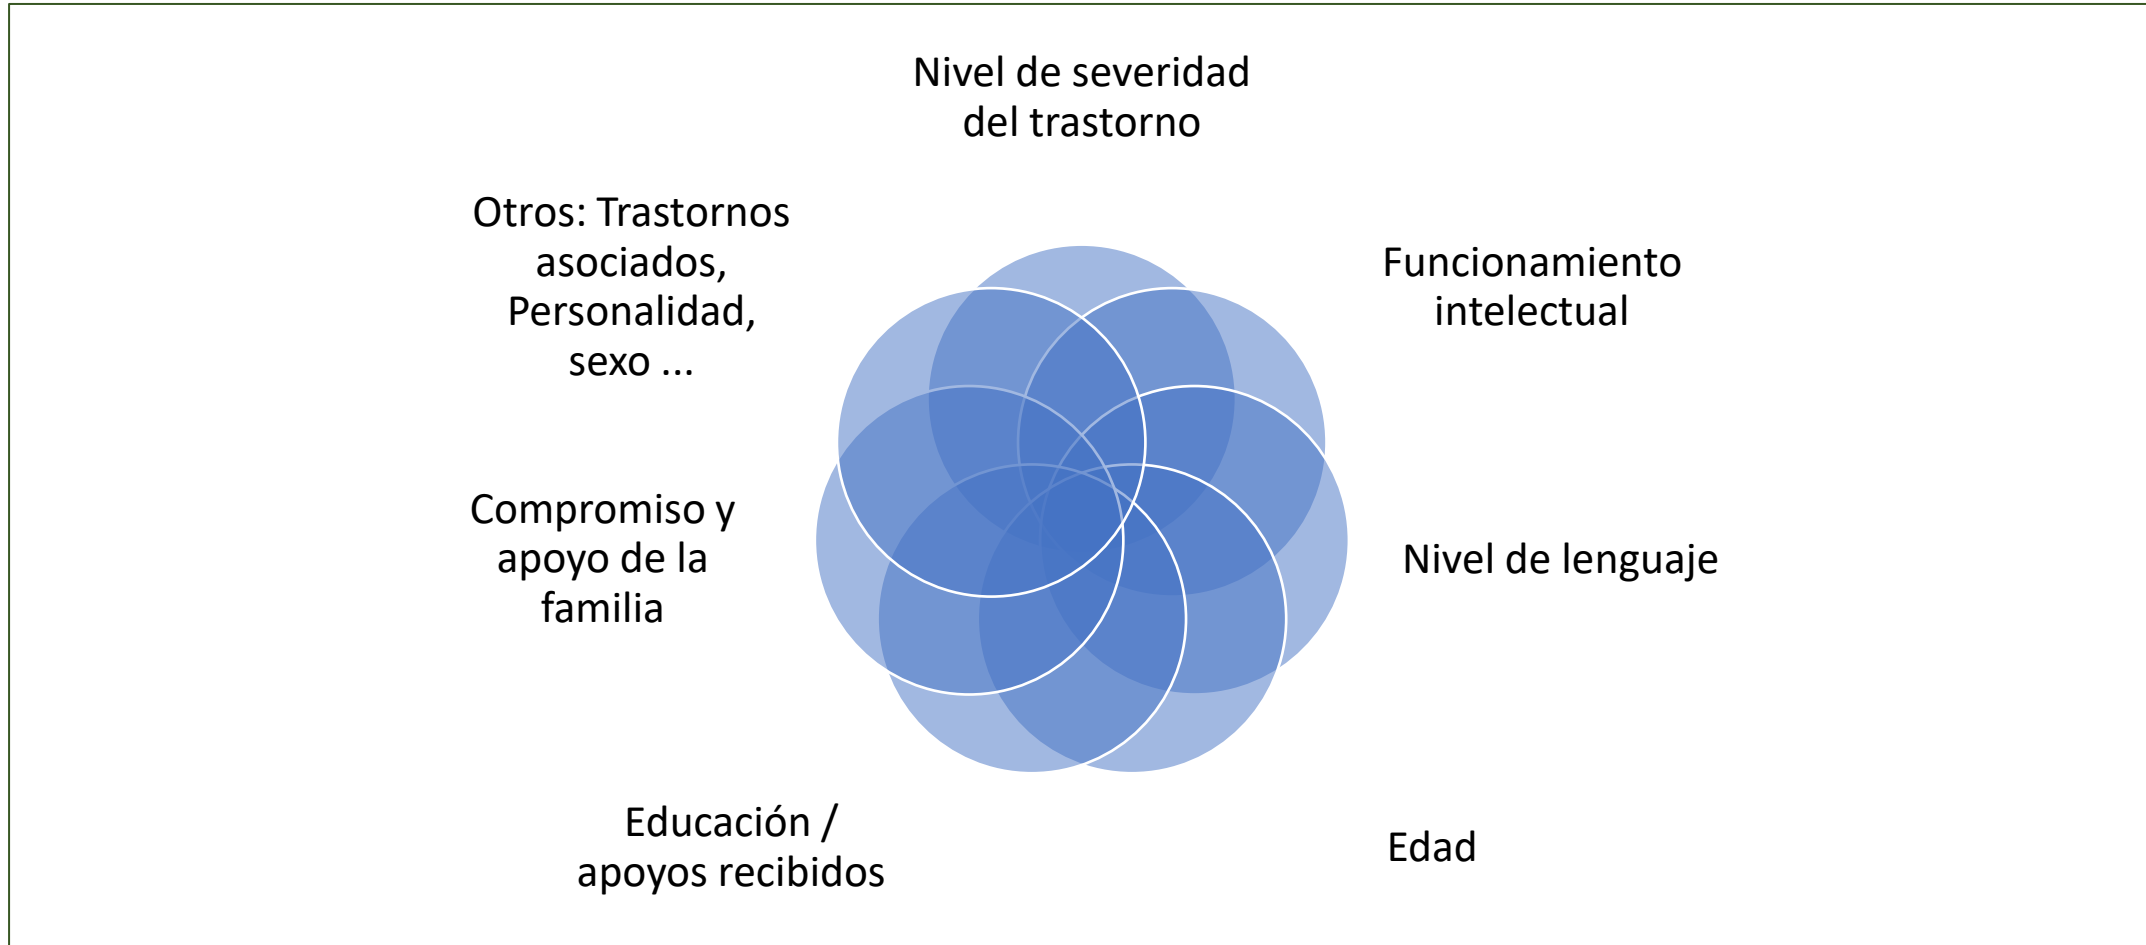 Nivel de severidad
del trastorno
Funcionamiento
intelectual
Nivel de lenguaje
Edad
Educación /
apoyos recibidos
Compromiso y
apoyo de la
familia
Otros: Trastornos
asociados,
Personalidad,
sexo ...